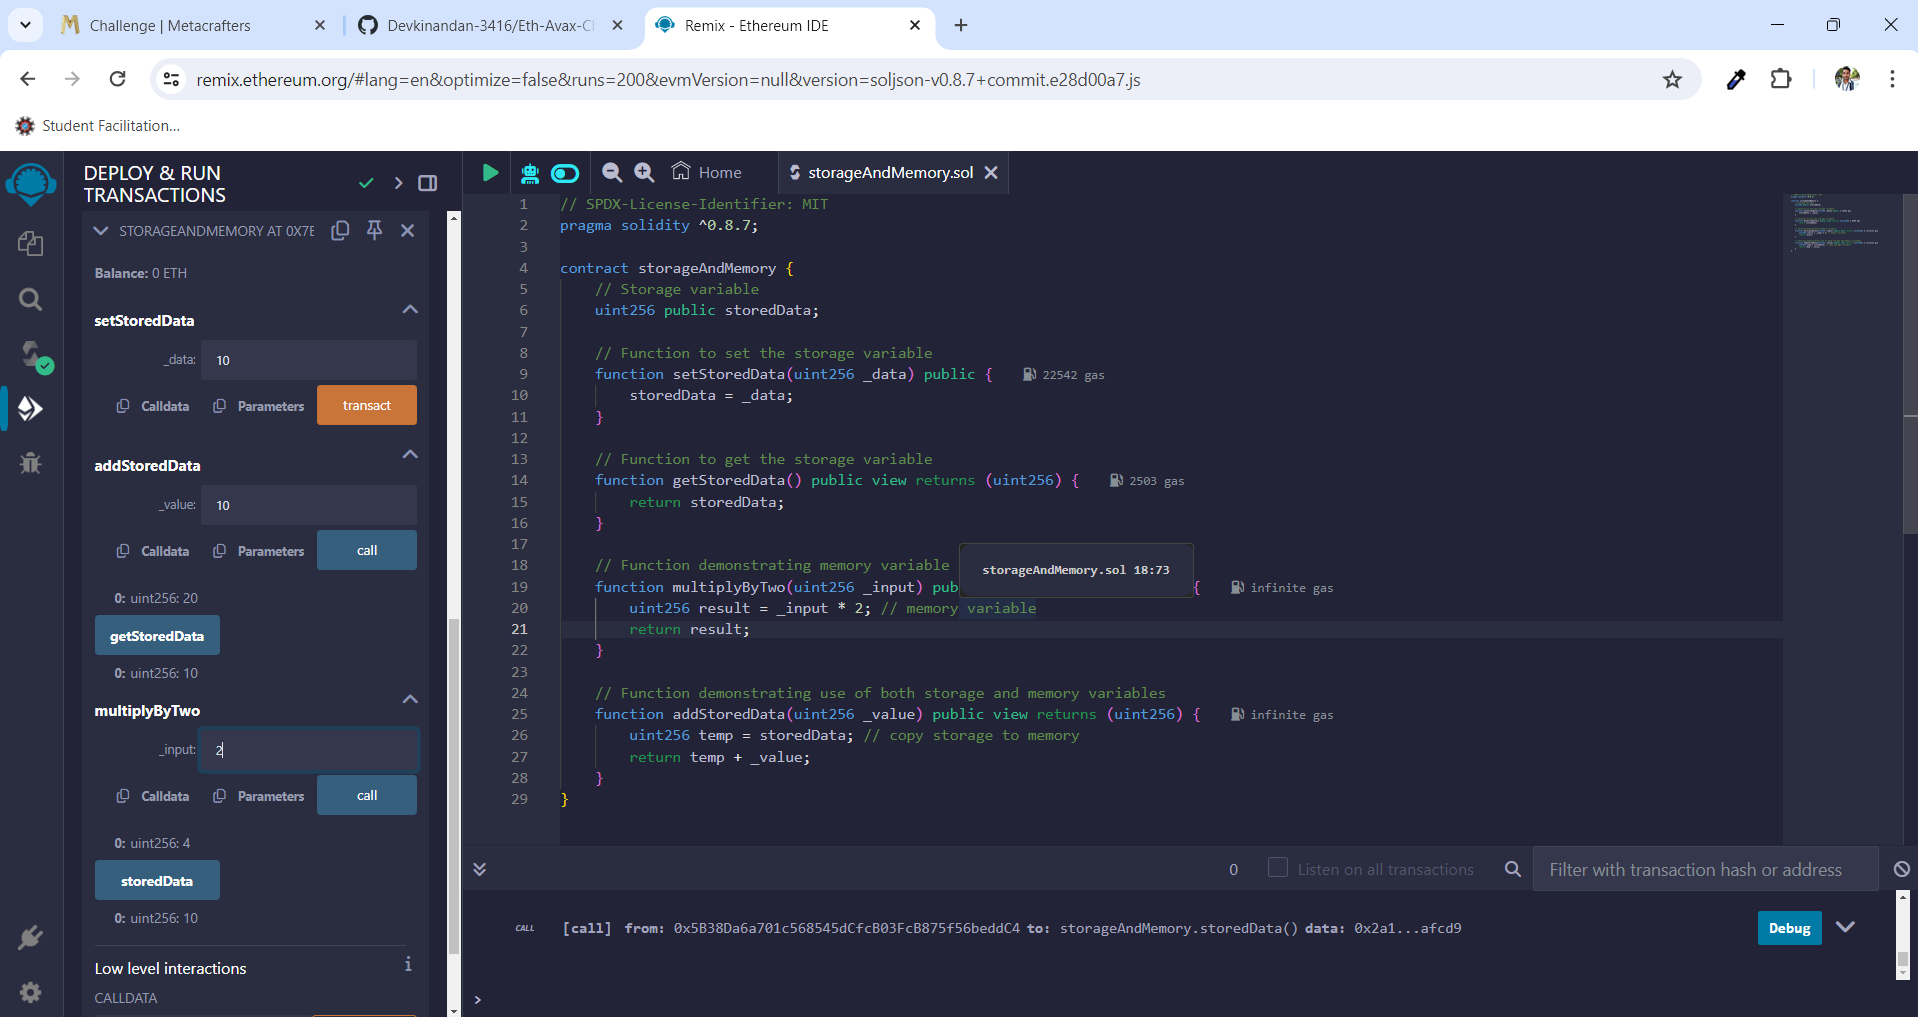 Challenge | Metacrafters
Devkinandan-3416/Eth-Avax-Ch
Remix - Ethereum IDE
remix.ethereum.org/#lang=en&optimize=false&runs=200&evmVersion=null&version=soljson-v0.8.7+commit.e28d00a7.js
Student Facilitation...
DEPLOY & RUN
TRANSACTIONS
STORAGEANDMEMORY AT 0X7E
Balance: 0 ETH
setStoredData
_data: 10
Calldata Parameters transact
addStoredData
_value: 10
Calldata Parameters call
0: uint256: 20
getStoredData
0: uint256: 10
multiplyByTwo
_input: 2
Calldata Parameters call
0: uint256: 4
storedData
0: uint256: 10
Low level interactions i
CALLDATA
Home storageAndMemory.sol
1 // SPDX-License-Identifier: MIT
2 pragma solidity ^0.8.7;
3
4 contract storageAndMemory {
5 // Storage variable
6 uint256 public storedData;
7
8 // Function to set the storage variable
9 function setStoredData(uint256 _data) public { 22542 gas
10 storedData = _data;
11 }
12
13 // Function to get the storage variable
14 function getStoredData() public view returns (uint256) { 2503 gas
15 return storedData;
16 }
17
18 // Function demonstrating memory variable
storageAndMemory.sol 18:73
19 function multiplyByTwo(uint256 _input) pub { infinite gas
20 uint256 result = _input * 2; // memory variable
21 return result;
22 }
23
24 // Function demonstrating use of both storage and memory variables
25 function addStoredData(uint256 _value) public view returns (uint256) { infinite gas
26 uint256 temp = storedData; // copy storage to memory
27 return temp + _value;
28 }
29 }
0 Listen on all transactions Filter with transaction hash or address
CALL [call] from: 0x5B38Da6a701c568545dCfcB03FcB875f56beddC4 to: storageAndMemory.storedData() data: 0x2a1...afcd9 Debug
>